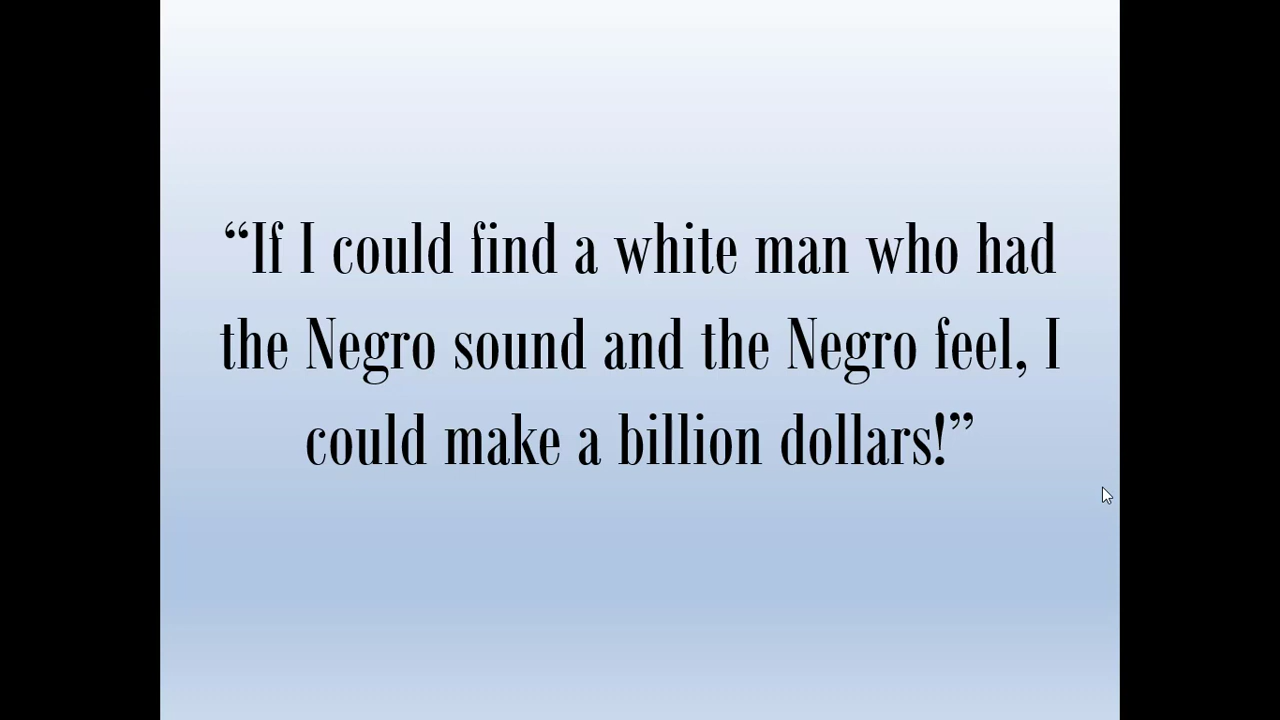 “If I could find a white man who had
the Negro sound and the Negro feel, I
could make a billion dollars!”